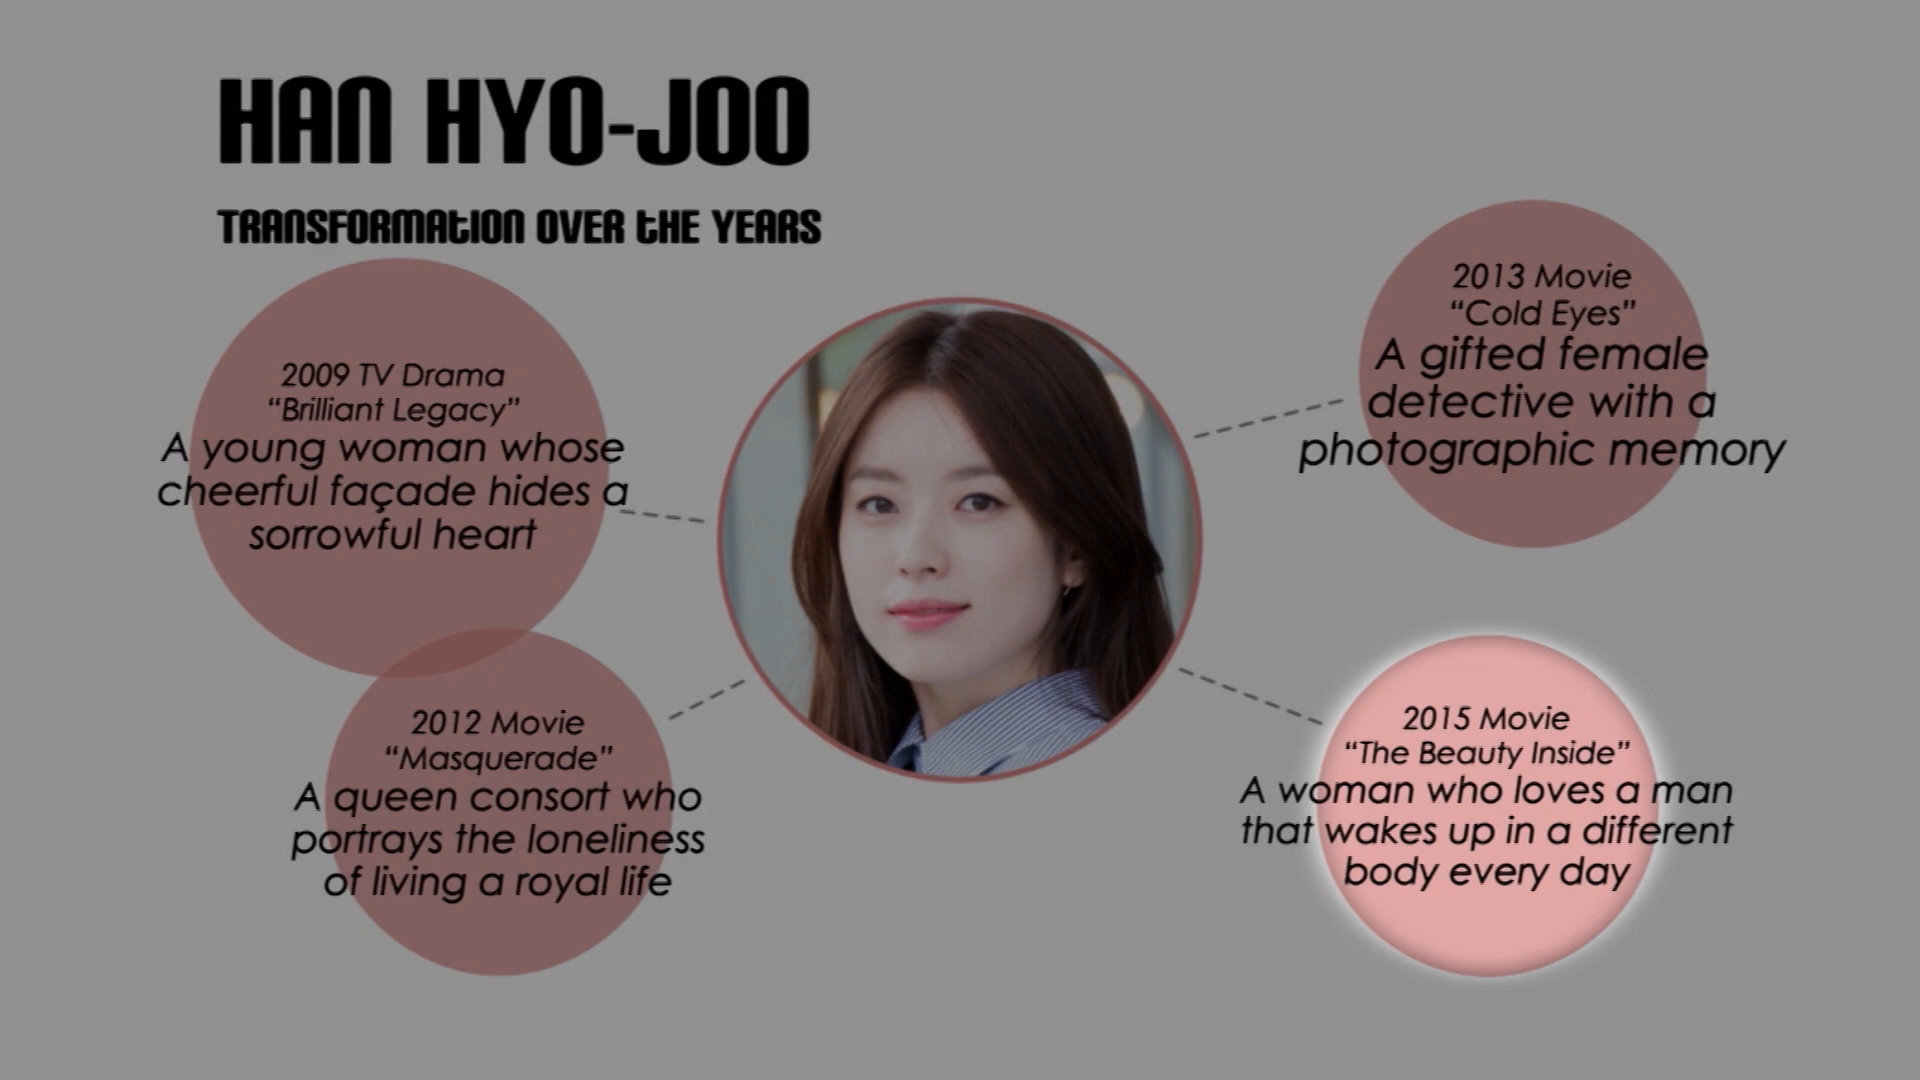 HAN HYO-JOO
TRANSFORMATION OVER THE YEARS
2009 TV Drama
“Brilliant Legacy”
A young woman whose
cheerful façade hides a
sorrowful heart
2012 Movie
“Masquerade”
A queen consort who
portrays the loneliness
of living a royal life
2013 Movie
“Cold Eyes”
A gifted female
detective with a
photographic memory
2015 Movie
“The Beauty Inside”
A woman who loves a man
that wakes up in a different
body every day